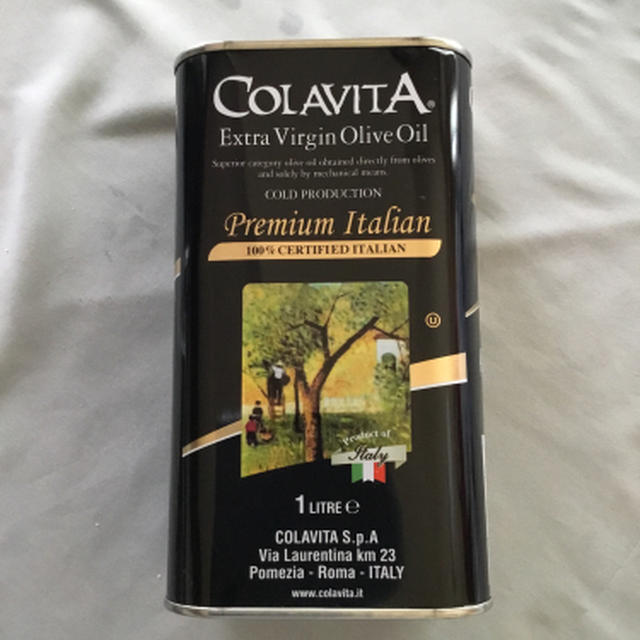 COLAVITA®
Extra Virgin Olive Oil
Superior category olive oil obtained directly from olives
and solely by mechanical means.
COLD PRODUCTION
Premium Italian
100% CERTIFIED ITALIAN
U
Product of
Italy
1 LITRE ℮
COLAVITA S.p.A
Via Laurentina km 23
Pomezia - Roma - ITALY
www.colavita.it